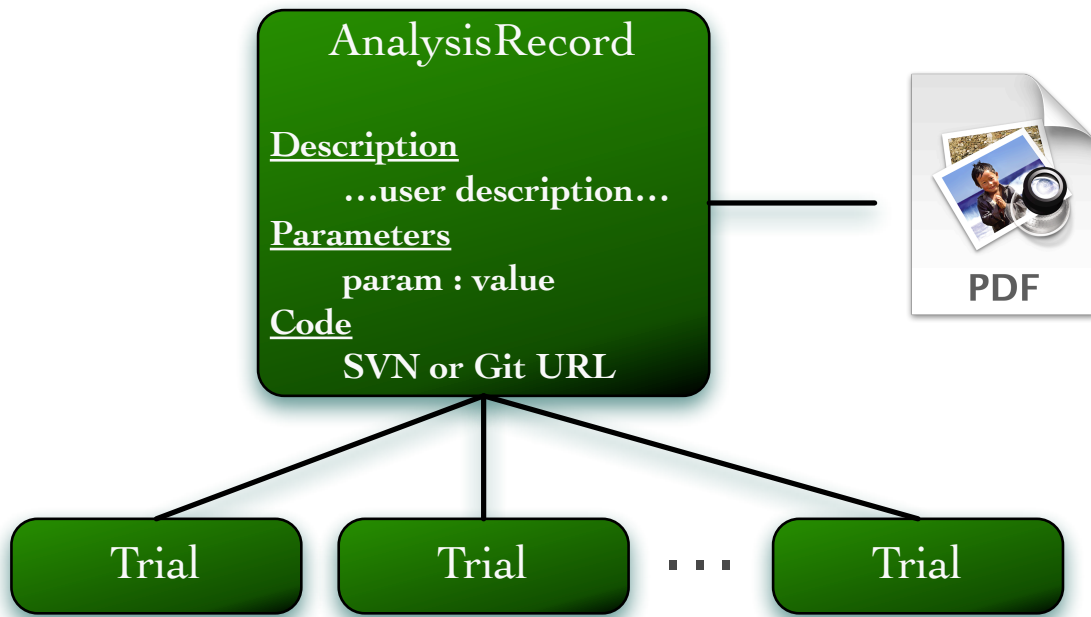 AnalysisRecord
Description
…user description…
Parameters
param : value
Code
SVN or Git URL
PDF
Trial
Trial
...
Trial